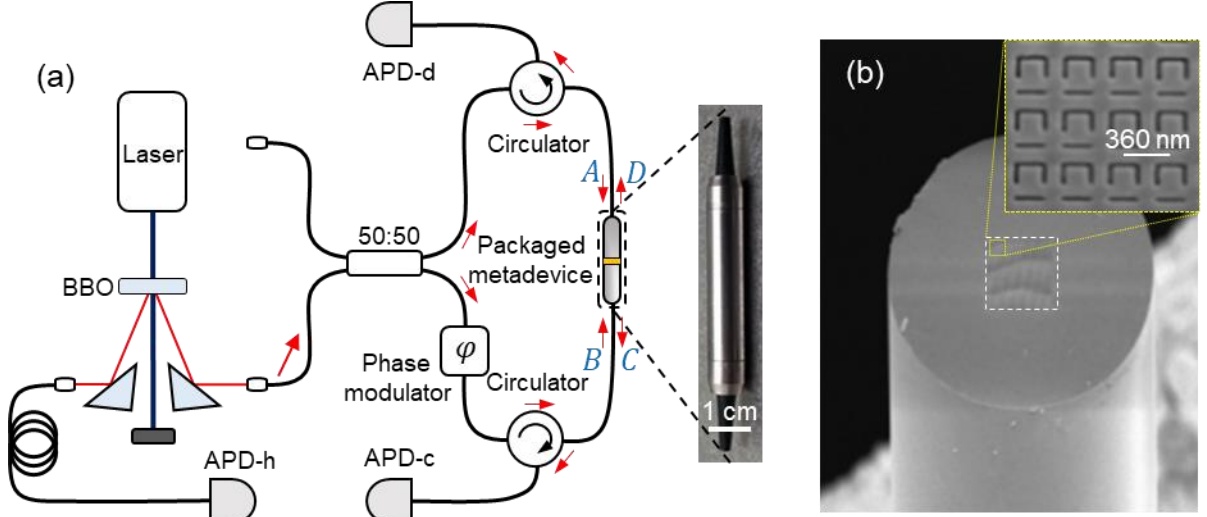 (a)
Laser
BBO
APD-h
50:50
Phase
modulator
φ
APD-d
Circulator
Circulator
APD-c
A
D
Packaged
metadevice
B
C
1 cm
(b)
360 nm